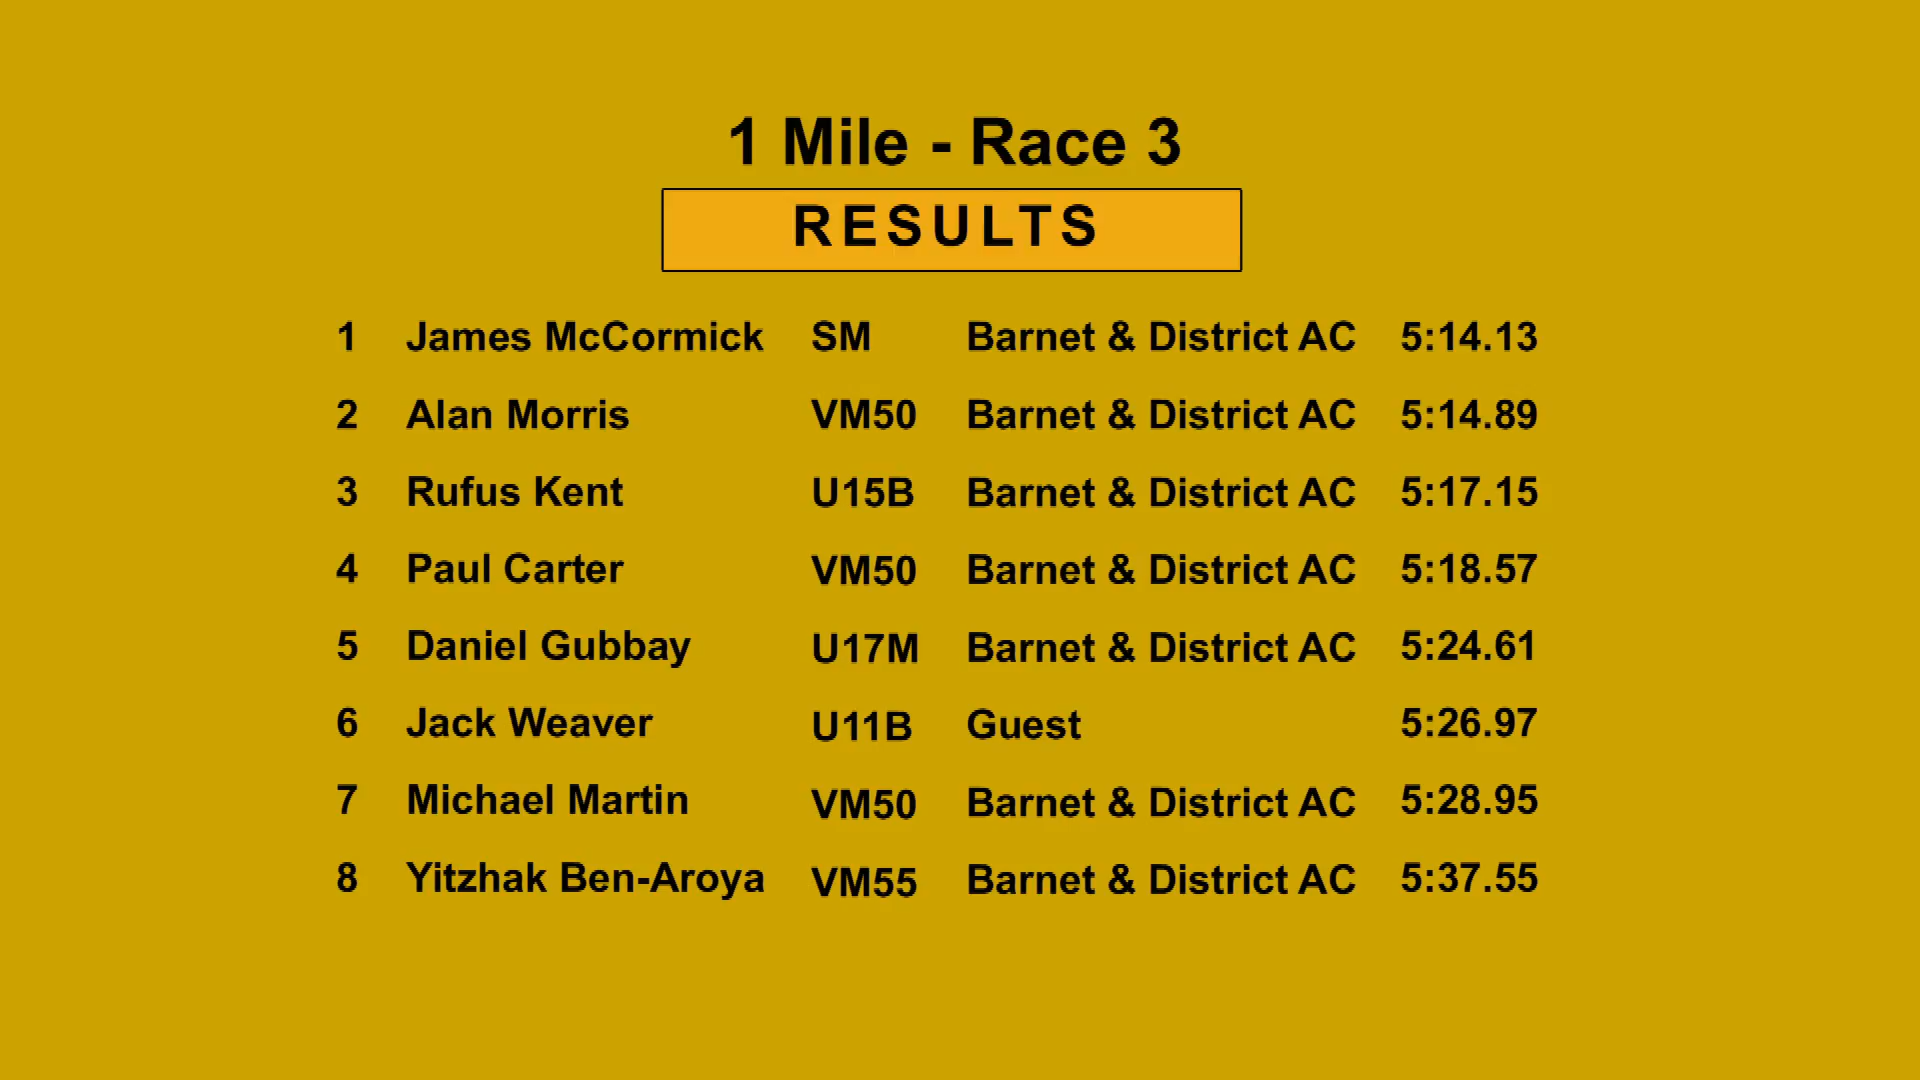 1 Mile - Race 3
RESULTS
1 James McCormick SM Barnet & District AC 5:14.13
2 Alan Morris VM50 Barnet & District AC 5:14.89
3 Rufus Kent U15B Barnet & District AC 5:17.15
4 Paul Carter VM50 Barnet & District AC 5:18.57
5 Daniel Gubbay U17M Barnet & District AC 5:24.61
6 Jack Weaver U11B Guest 5:26.97
7 Michael Martin VM50 Barnet & District AC 5:28.95
8 Yitzhak Ben-Aroya VM55 Barnet & District AC 5:37.55